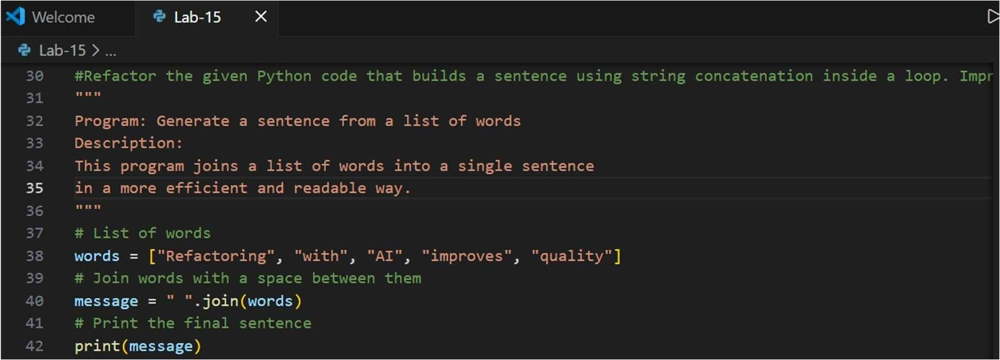 Welcome
Lab-15
Lab-15 > ...
30 #Refactor the given Python code that builds a sentence using string concatenation inside a loop. Impr
31 """
32 Program: Generate a sentence from a list of words
33 Description:
34 This program joins a list of words into a single sentence
35 in a more efficient and readable way.
36 """
37 # List of words
38 words = ["Refactoring", "with", "AI", "improves", "quality"]
39 # Join words with a space between them
40 message = " ".join(words)
41 # Print the final sentence
42 print(message)